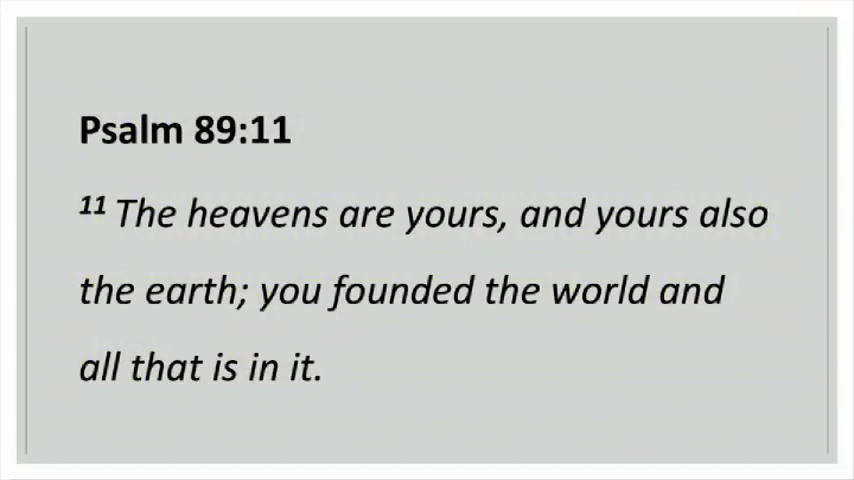 Psalm 89:11
11 The heavens are yours, and yours also
the earth; you founded the world and
all that is in it.